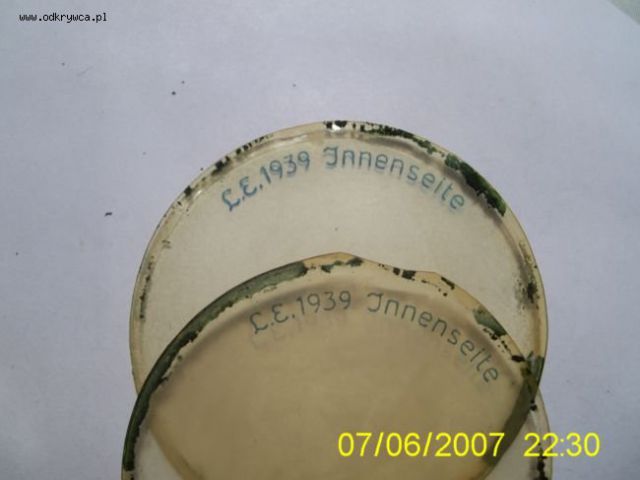 www.odkrywca.pl
L.E.1939 Innenseite
L.E.1939 Innenseite
07/06/2007 22:30